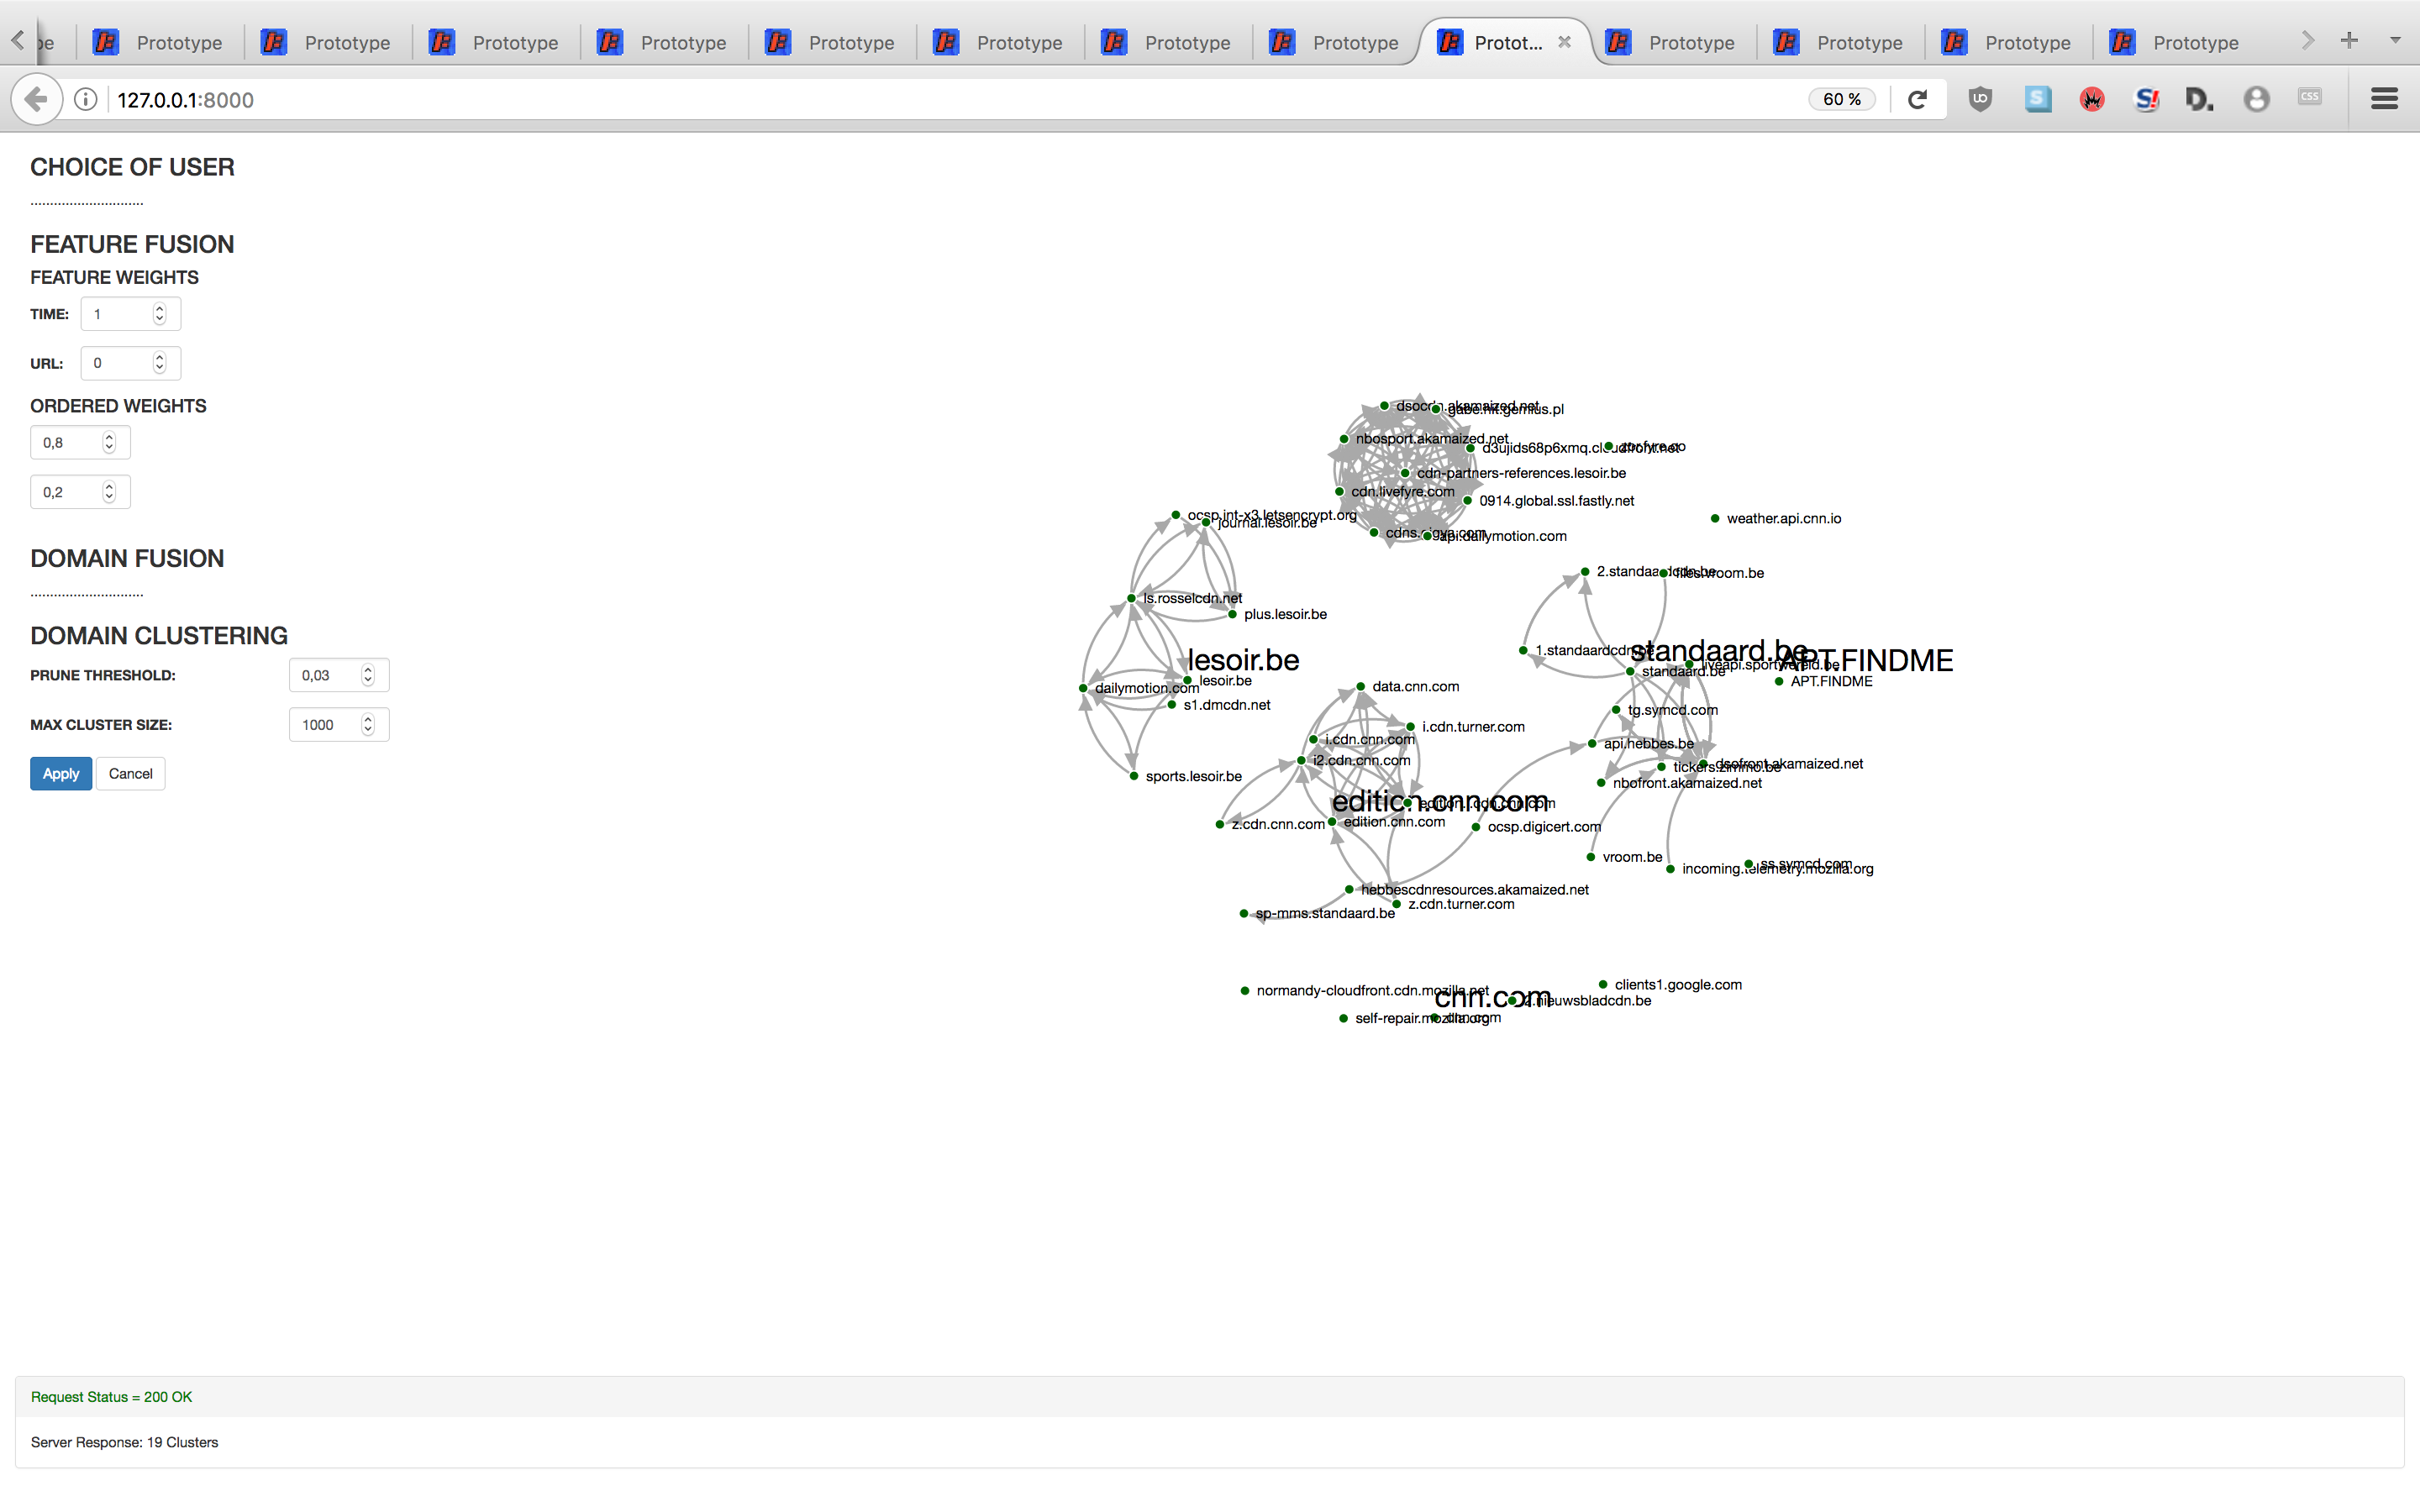 pe Prototype Prototype Prototype Prototype Prototype Prototype Prototype Prototype Protot... Prototype Prototype Prototype Prototype
127.0.0.1:8000
60 %
CHOICE OF USER
.............................
FEATURE FUSION
FEATURE WEIGHTS
TIME: 1
URL: 0
ORDERED WEIGHTS
0,8
0,2
DOMAIN FUSION
.............................
DOMAIN CLUSTERING
PRUNE THRESHOLD: 0,03
MAX CLUSTER SIZE: 1000
Apply Cancel
dsocdn.akamaized.net
gabe.hit.gemius.pl
nbosport.akamaized.net
d3ujids68p6xmq.cloudfront.net
cdn-partners-references.lesoir.be
cdn.livefyre.com
0914.global.ssl.fastly.net
api.dailymotion.com
ocsp.int-x3.letsencrypt.org
journal.lesoir.be
weather.api.cnn.io
2.standaardcdn.be
files.vroom.be
ls.rosselcdn.net
plus.lesoir.be
1.standaardcdn.be
standaard.be
lesoir.be
APT.FINDME
liveapi.sportwereld.be
standaard.be
lesoir.be
APT.FINDME
dailymotion.com
data.cnn.com
s1.dmcdn.net
tg.symcd.com
i.cdn.turner.com
i.cdn.cnn.com
api.hebbes.be
i2.cdn.cnn.com
tickers.zimmo.be
dsofront.akamaized.net
sports.lesoir.be
nbofront.akamaized.net
edition.cnn.com
edition.i.cdn.cnn.com
z.cdn.cnn.com
edition.cnn.com
ocsp.digicert.com
vroom.be
ss.symcd.com
incoming.telemetry.mozilla.org
hebbescdnresources.akamaized.net
z.cdn.turner.com
sp-mms.standaard.be
clients1.google.com
normandy-cloudfront.cdn.mozilla.net
cnn.com
2.nieuwsbladcdn.be
self-repair.mozilla.org
cnn.com
Request Status = 200 OK
Server Response: 19 Clusters